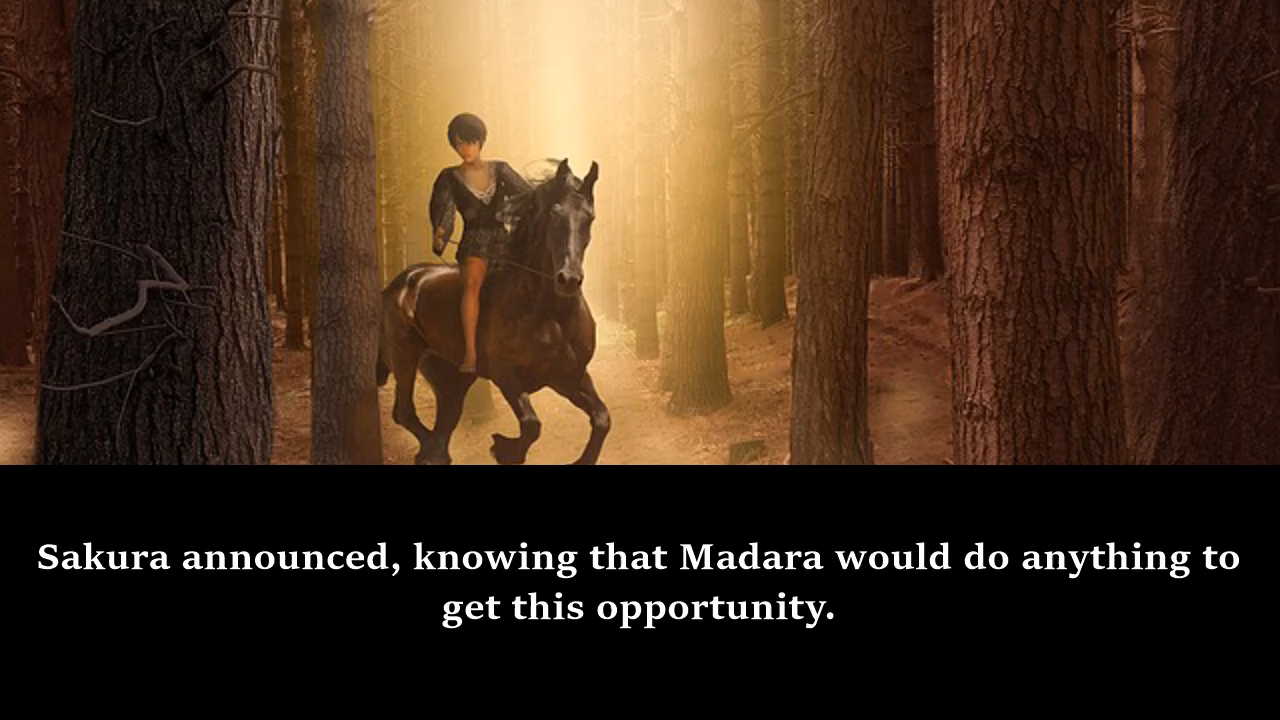 Sakura announced, knowing that Madara would do anything to
get this opportunity.